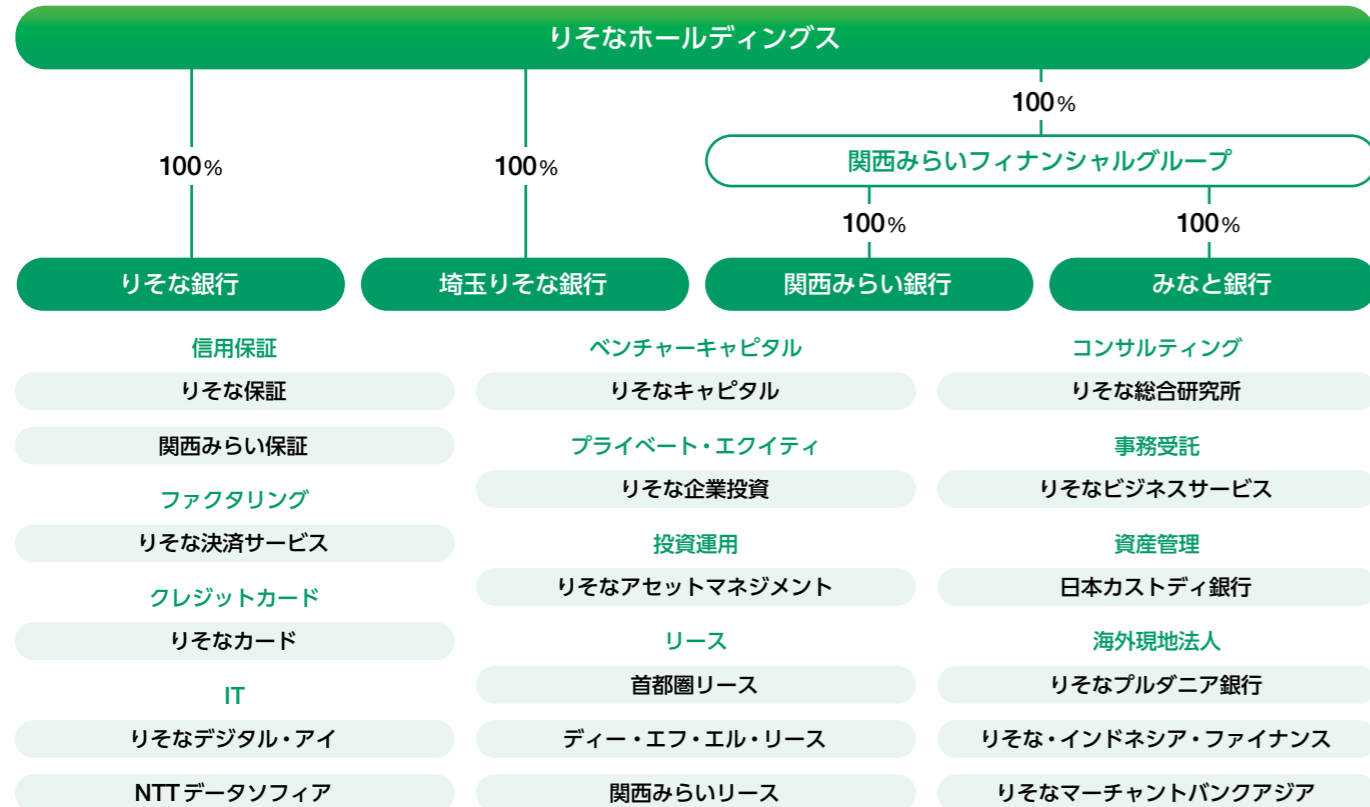 りそなホールディングス
100%
100%
100%
関西みらいフィナンシャルグループ
100%
100%
りそな銀行
埼玉りそな銀行
関西みらい銀行
みなと銀行
信用保証
りそな保証
関西みらい保証
ファクタリング
りそな決済サービス
クレジットカード
りそなカード
IT
りそなデジタル・アイ
NTTデータソフィア
ベンチャーキャピタル
りそなキャピタル
プライベート・エクイティ
りそな企業投資
投資運用
りそなアセットマネジメント
リース
首都圏リース
ディー・エフ・エル・リース
関西みらいリース
コンサルティング
りそな総合研究所
事務受託
りそなビジネスサービス
資産管理
日本カストディ銀行
海外現地法人
りそなプルダニア銀行
りそな・インドネシア・ファイナンス
りそなマーチャントバンクアジア